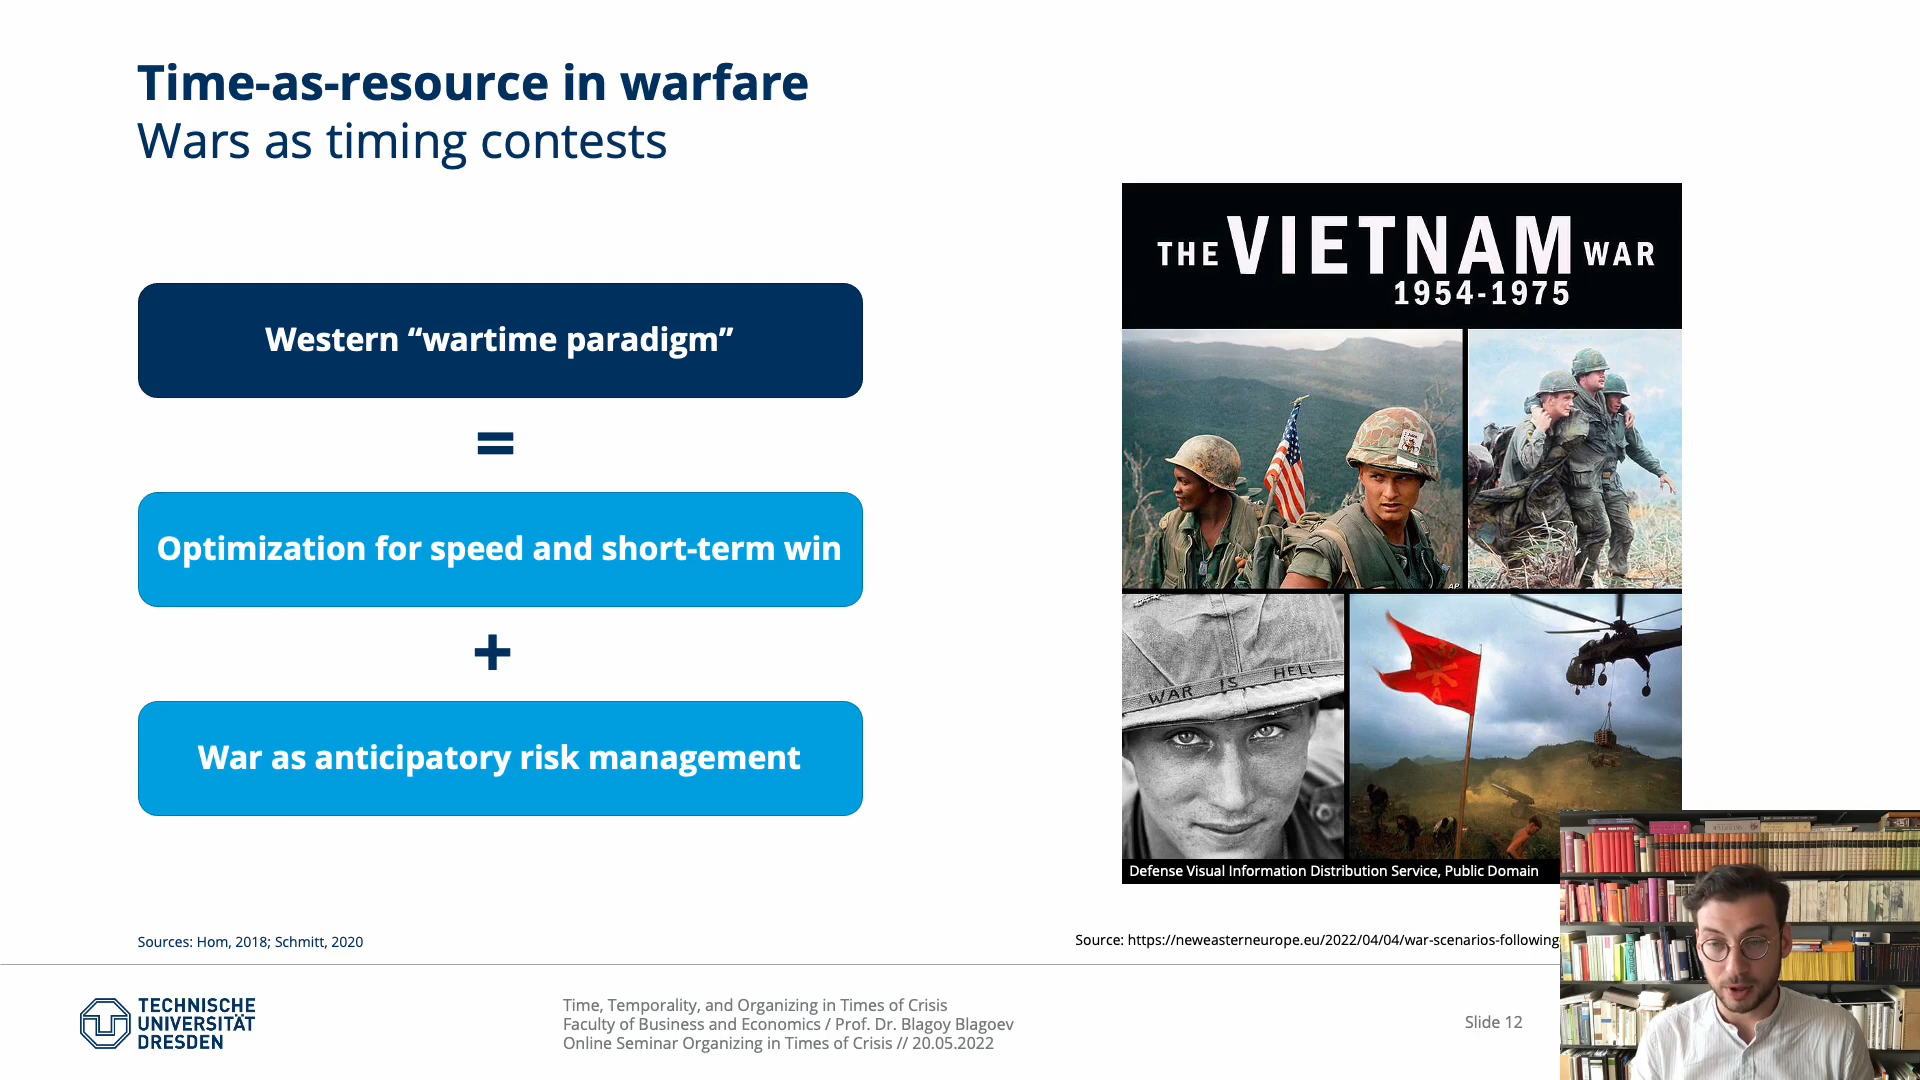 Time-as-resource in warfare
Wars as timing contests
Western “wartime paradigm”
=
Optimization for speed and short-term win
+
War as anticipatory risk management
THE VIETNAM WAR
1954-1975
AP
WAR IS HELL
A
Defense Visual Information Distribution Service, Public Domain
Sources: Hom, 2018; Schmitt, 2020
Source: https://neweasterneurope.eu/2022/04/04/war-scenarios-following
TECHNISCHE
UNIVERSITÄT
DRESDEN
Time, Temporality, and Organizing in Times of Crisis
Faculty of Business and Economics / Prof. Dr. Blagoy Blagoev
Online Seminar Organizing in Times of Crisis // 20.05.2022
Slide 12